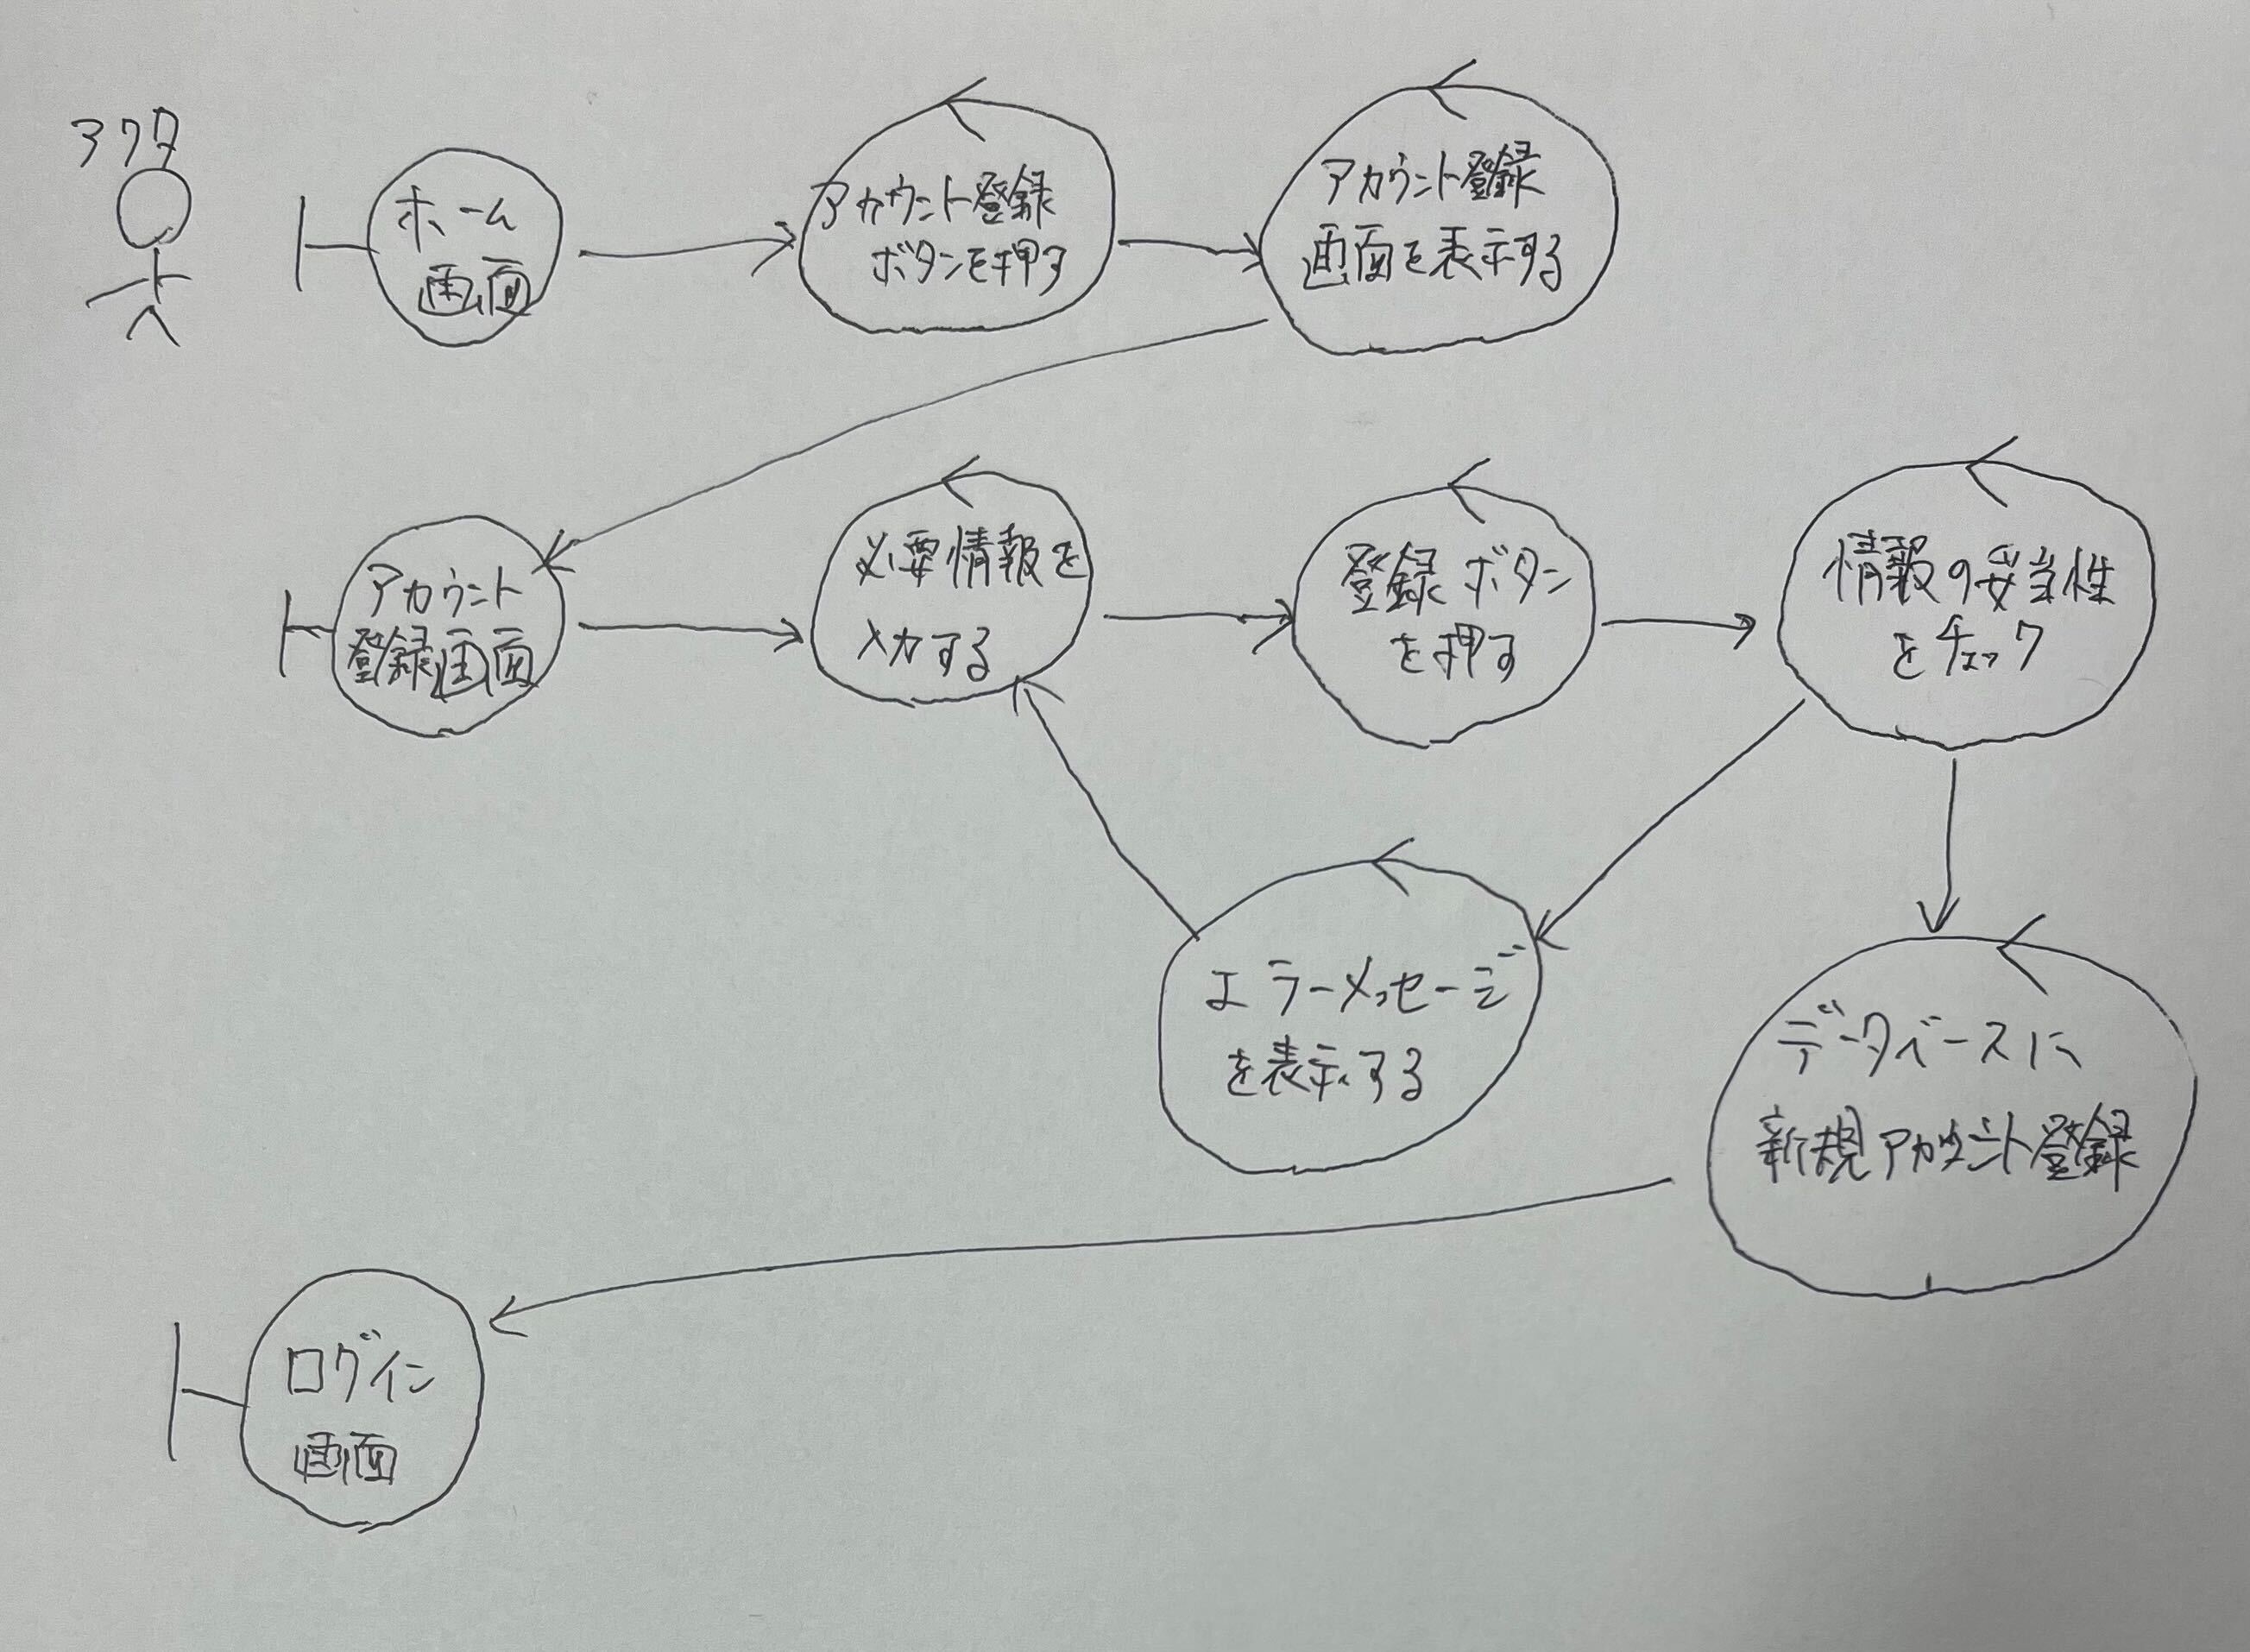 アクタ
ホーム
画面
アカウント登録
ボタンを押す
アカウント登録
画面を表示する
アカウント
登録画面
必要情報を
入力する
登録ボタン
を押す
情報の妥当性
をチェック
エラーメッセージ
を表示する
データベースに
新規アカウント登録
ログイン
画面